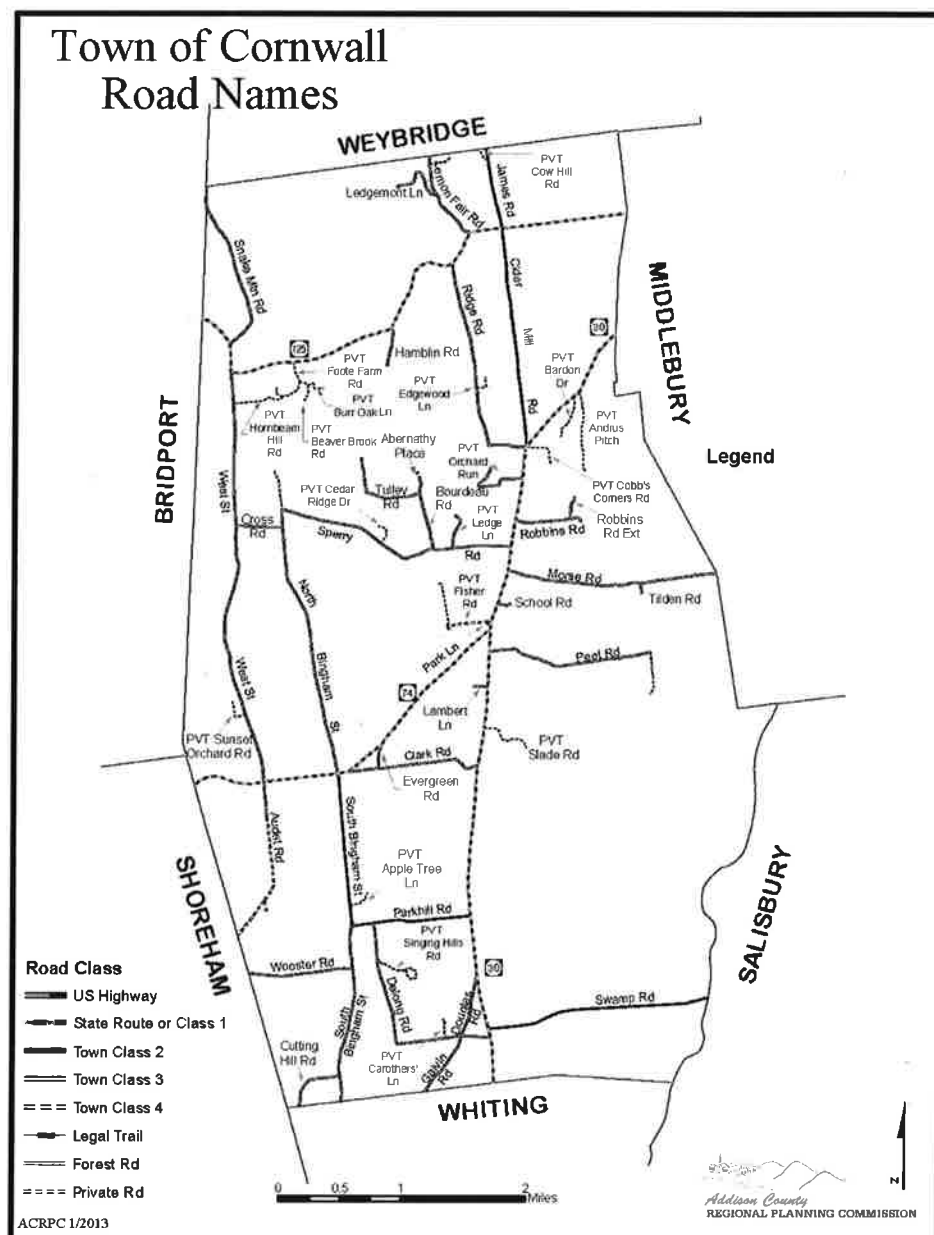 Town of Cornwall
Road Names
WEYBRIDGE
PVT
Cow Hill
Rd
James Rd
Lemon Fair Rd
Ledgemont Ln
Snake Mtn Rd
Cider
Mill
Rd
Ridge Rd
MIDDLEBURY
30
125
Hamblin Rd
PVT
Foote Farm
Rd
PVT
Edgewood
Ln
PVT
Bardon
Dr
PVT
Burr Oak Ln
PVT
Hornbeam
Hill
Rd
PVT
Beaver Brook
Rd
Abernathy
Place
PVT
Andrus
Pitch
BRIDPORT
Legend
PVT
Orchard
Run
PVT Cobb's
Corners Rd
West St
PVT Cedar
Ridge Dr
Tulley
Rd
Bourdeau
Rd
PVT
Ledge
Ln
Robbins Rd
Robbins
Rd Ext
Cross
Rd
Sperry
Rd
Morse Rd
PVT
Fisher
Rd
School Rd
Tilden Rd
North
Bingham
St
Park Ln
Peet Rd
West St
74
Lambert
Ln
PVT Sunset
Orchard Rd
PVT
Slade Rd
Clark Rd
Evergreen
Rd
Audet Rd
South Bingham St
PVT
Apple Tree
Ln
SHOREHAM
SALISBURY
Parkhill Rd
PVT
Singing Hills
Rd
30
Wooster Rd
Delong Rd
Douglas
Rd
Swamp Rd
South
Bingham St
Cutting
Hill Rd
PVT
Carothers'
Ln
Galvin
Rd
WHITING
Road Class
US Highway
State Route or Class 1
Town Class 2
Town Class 3
Town Class 4
Legal Trail
Forest Rd
Private Rd
0 0.5 1 2
Miles
N
Addison County
REGIONAL PLANNING COMMISSION
ACRPC 1/2013